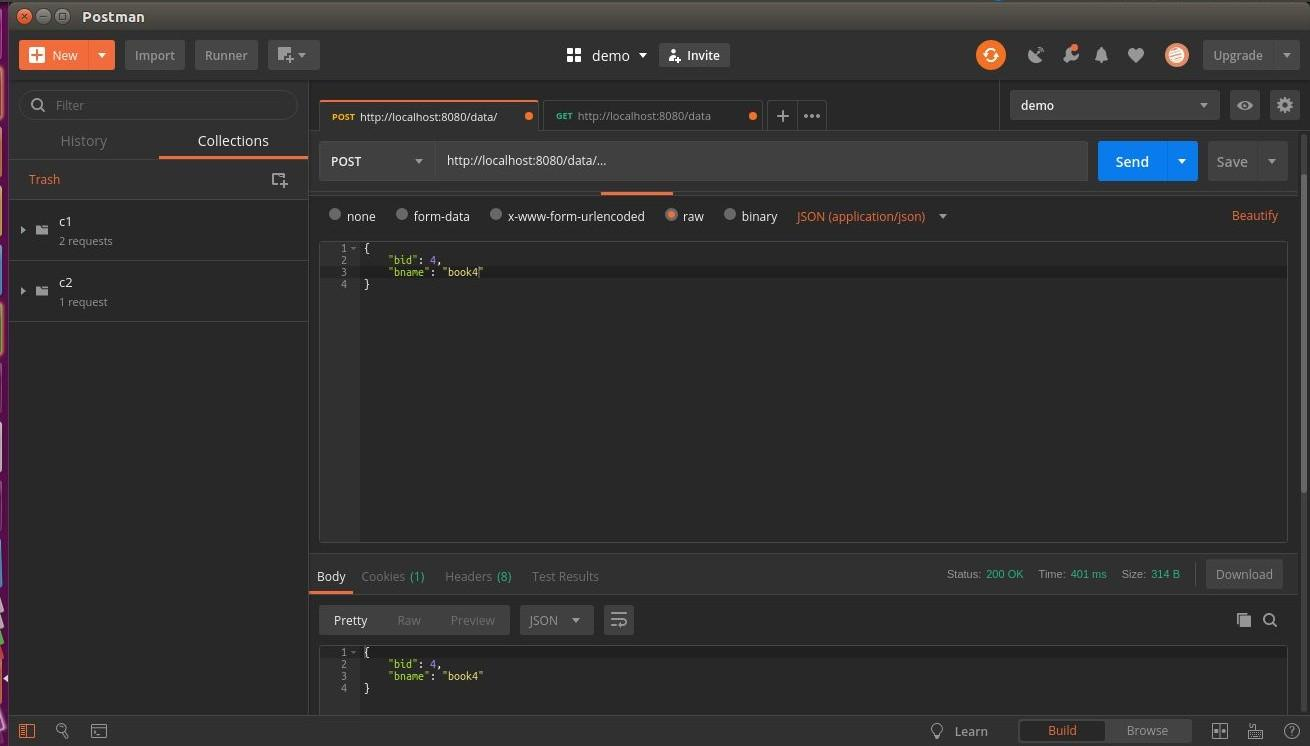 Postman
New Import Runner demo Invite Upgrade
Filter
History Collections
Trash
c1
2 requests
c2
1 request
POST http://localhost:8080/data/ GET http://localhost:8080/data + ••• demo
POST http://localhost:8080/data/... Send Save
none form-data x-www-form-urlencoded raw binary JSON (application/json) Beautify
1 {
2 "bid": 4,
3 "bname": "book4"
4 }
Body Cookies (1) Headers (8) Test Results Status: 200 OK Time: 401 ms Size: 314 B Download
Pretty Raw Preview JSON
1 {
2 "bid": 4,
3 "bname": "book4"
4 }
Learn Build Browse ?